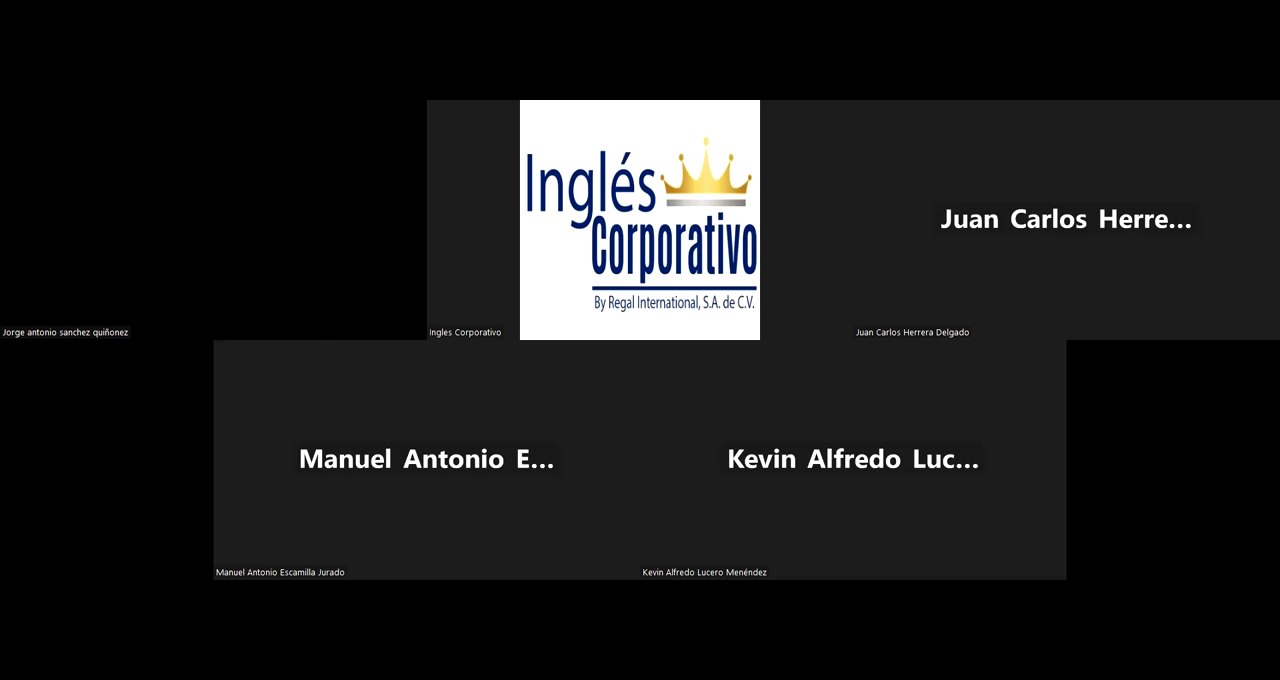 Inglés
Corporativo
By Regal International, S.A. de C.V.
Juan Carlos Herre...
Jorge antonio sanchez quiñonez
Ingles Corporativo
Juan Carlos Herrera Delgado
Manuel Antonio E...
Kevin Alfredo Luc...
Manuel Antonio Escamilla Jurado
Kevin Alfredo Lucero Menéndez